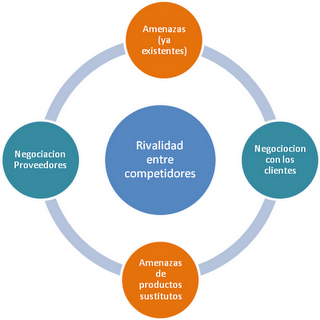 Amenazas
(ya
existentes)
Negociacion
Proveedores
Rivalidad
entre
competidores
Negociocion
con los
clientes
Amenazas
de
productos
sustitutos